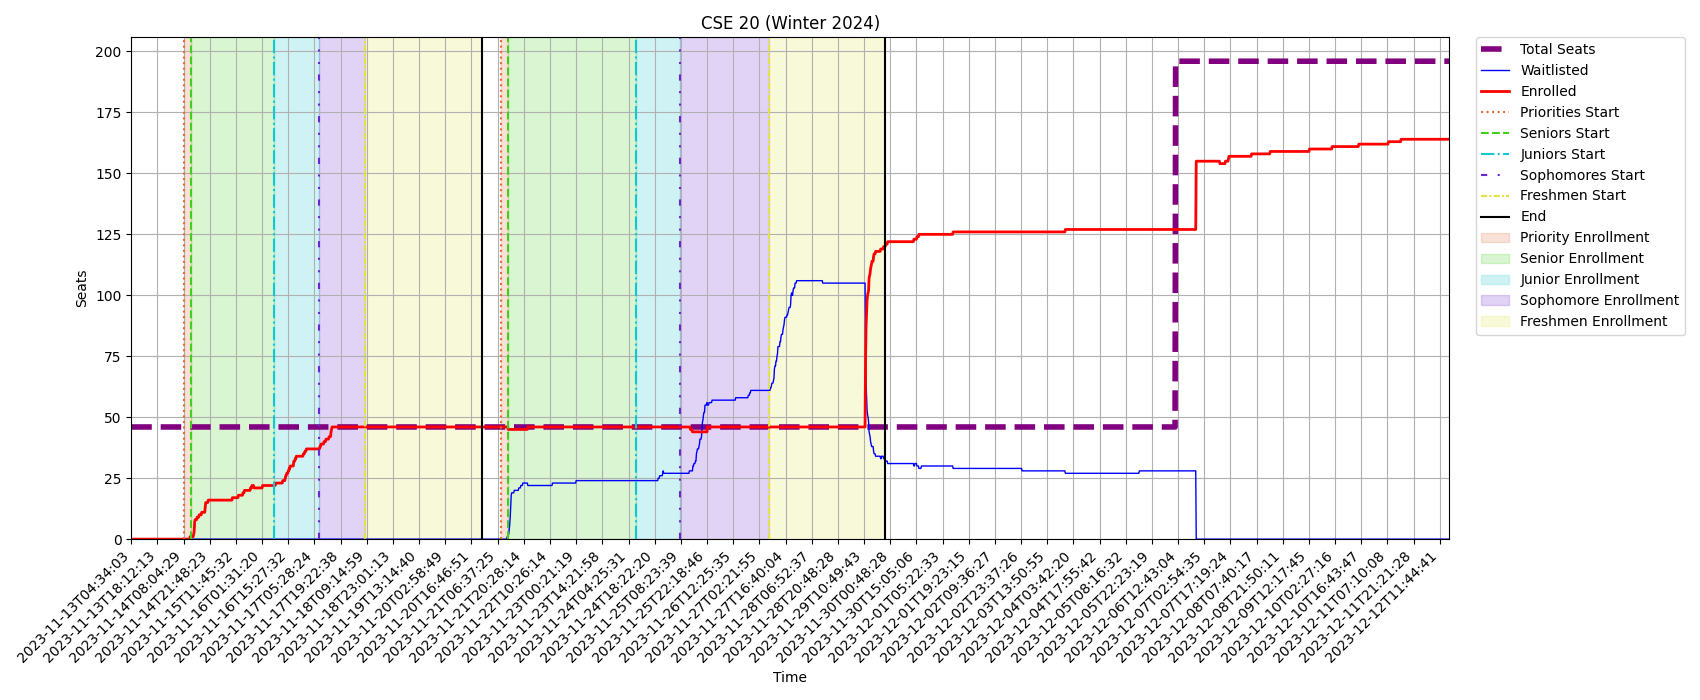 CSE 20 (Winter 2024)
Seats
200
175
150
125
100
75
50
25
0
2023-11-13T04:34:03
2023-11-13T18:12:13
2023-11-14T08:04:29
2023-11-14T21:48:23
2023-11-15T11:45:32
2023-11-16T01:31:20
2023-11-16T15:27:32
2023-11-17T05:28:24
2023-11-17T19:22:38
2023-11-18T09:14:59
2023-11-18T23:01:13
2023-11-19T13:14:40
2023-11-20T02:58:49
2023-11-20T16:46:51
2023-11-21T06:37:25
2023-11-21T20:28:14
2023-11-22T10:26:14
2023-11-23T00:21:19
2023-11-23T14:21:58
2023-11-24T04:25:31
2023-11-24T18:22:20
2023-11-25T08:23:39
2023-11-25T22:18:46
2023-11-26T12:25:35
2023-11-27T02:21:55
2023-11-27T16:40:04
2023-11-28T06:52:37
2023-11-28T20:48:28
2023-11-29T10:49:43
2023-11-30T00:48:28
2023-11-30T15:05:06
2023-12-01T05:22:33
2023-12-01T19:23:15
2023-12-02T09:36:27
2023-12-02T23:37:26
2023-12-03T13:50:55
2023-12-04T03:42:20
2023-12-04T17:55:42
2023-12-05T08:16:32
2023-12-05T22:23:19
2023-12-06T12:43:04
2023-12-07T02:54:35
2023-12-07T17:19:24
2023-12-08T07:40:17
2023-12-08T21:50:11
2023-12-09T12:17:45
2023-12-10T02:27:16
2023-12-10T16:43:47
2023-12-11T07:10:08
2023-12-11T21:21:28
2023-12-12T11:44:41
Time
Total Seats
Waitlisted
Enrolled
Priorities Start
Seniors Start
Juniors Start
Sophomores Start
Freshmen Start
End
Priority Enrollment
Senior Enrollment
Junior Enrollment
Sophomore Enrollment
Freshmen Enrollment